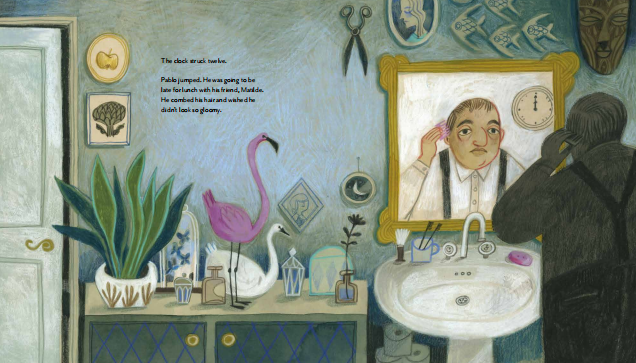 The clock struck twelve.
Pablo jumped. He was going to
be late for lunch with his friend, Matilde.
He combed his hair and wished he
didn't look so gloomy.